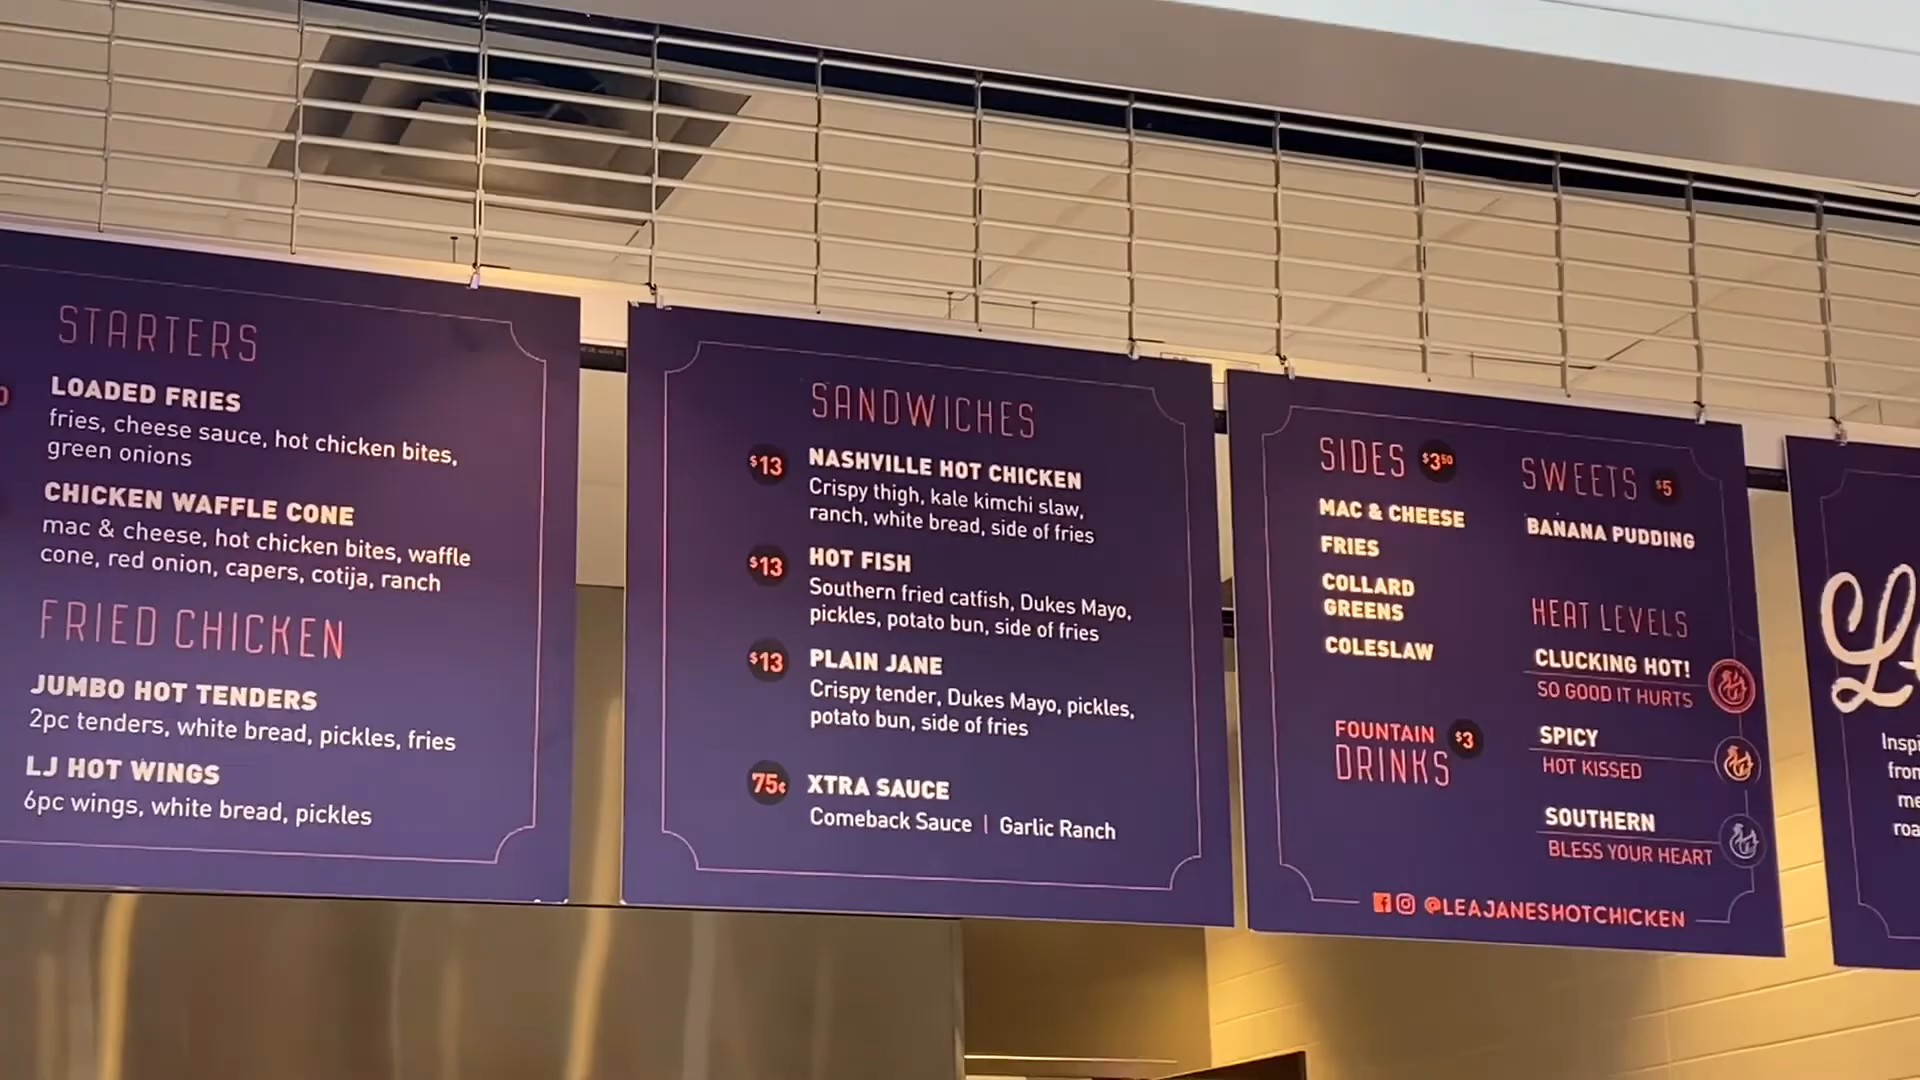 STARTERS
LOADED FRIES
fries, cheese sauce, hot chicken bites,
green onions
CHICKEN WAFFLE CONE
mac & cheese, hot chicken bites, waffle
cone, red onion, capers, cotija, ranch
FRIED CHICKEN
JUMBO HOT TENDERS
2pc tenders, white bread, pickles, fries
LJ HOT WINGS
6pc wings, white bread, pickles
SANDWICHES
$13 NASHVILLE HOT CHICKEN
Crispy thigh, kale kimchi slaw,
ranch, white bread, side of fries
$13 HOT FISH
Southern fried catfish, Dukes Mayo,
pickles, potato bun, side of fries
$13 PLAIN JANE
Crispy tender, Dukes Mayo, pickles,
potato bun, side of fries
75¢ XTRA SAUCE
Comeback Sauce | Garlic Ranch
SIDES $350
MAC & CHEESE
FRIES
COLLARD
GREENS
COLESLAW
FOUNTAIN
DRINKS $3
SWEETS $5
BANANA PUDDING
HEAT LEVELS
CLUCKING HOT!
SO GOOD IT HURTS
SPICY
HOT KISSED
SOUTHERN
BLESS YOUR HEART
@LEAJANESHOTCHICKEN